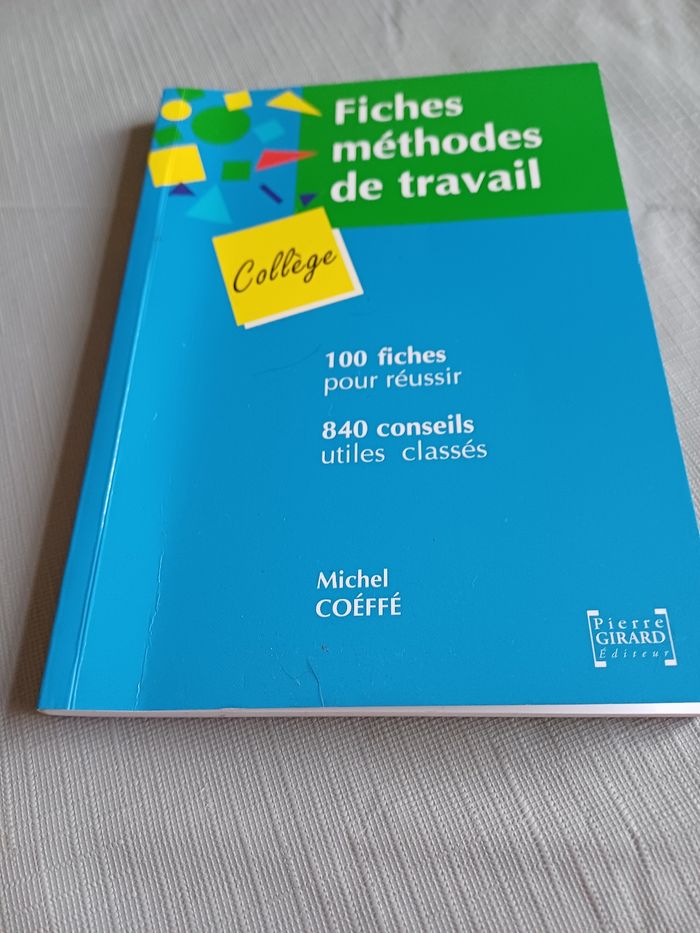 Fiches
méthodes
de travail
Collège
100 fiches
pour réussir
840 conseils
utiles classés
Michel
COÉFFÉ
Pierre
GIRARD
Éditeur